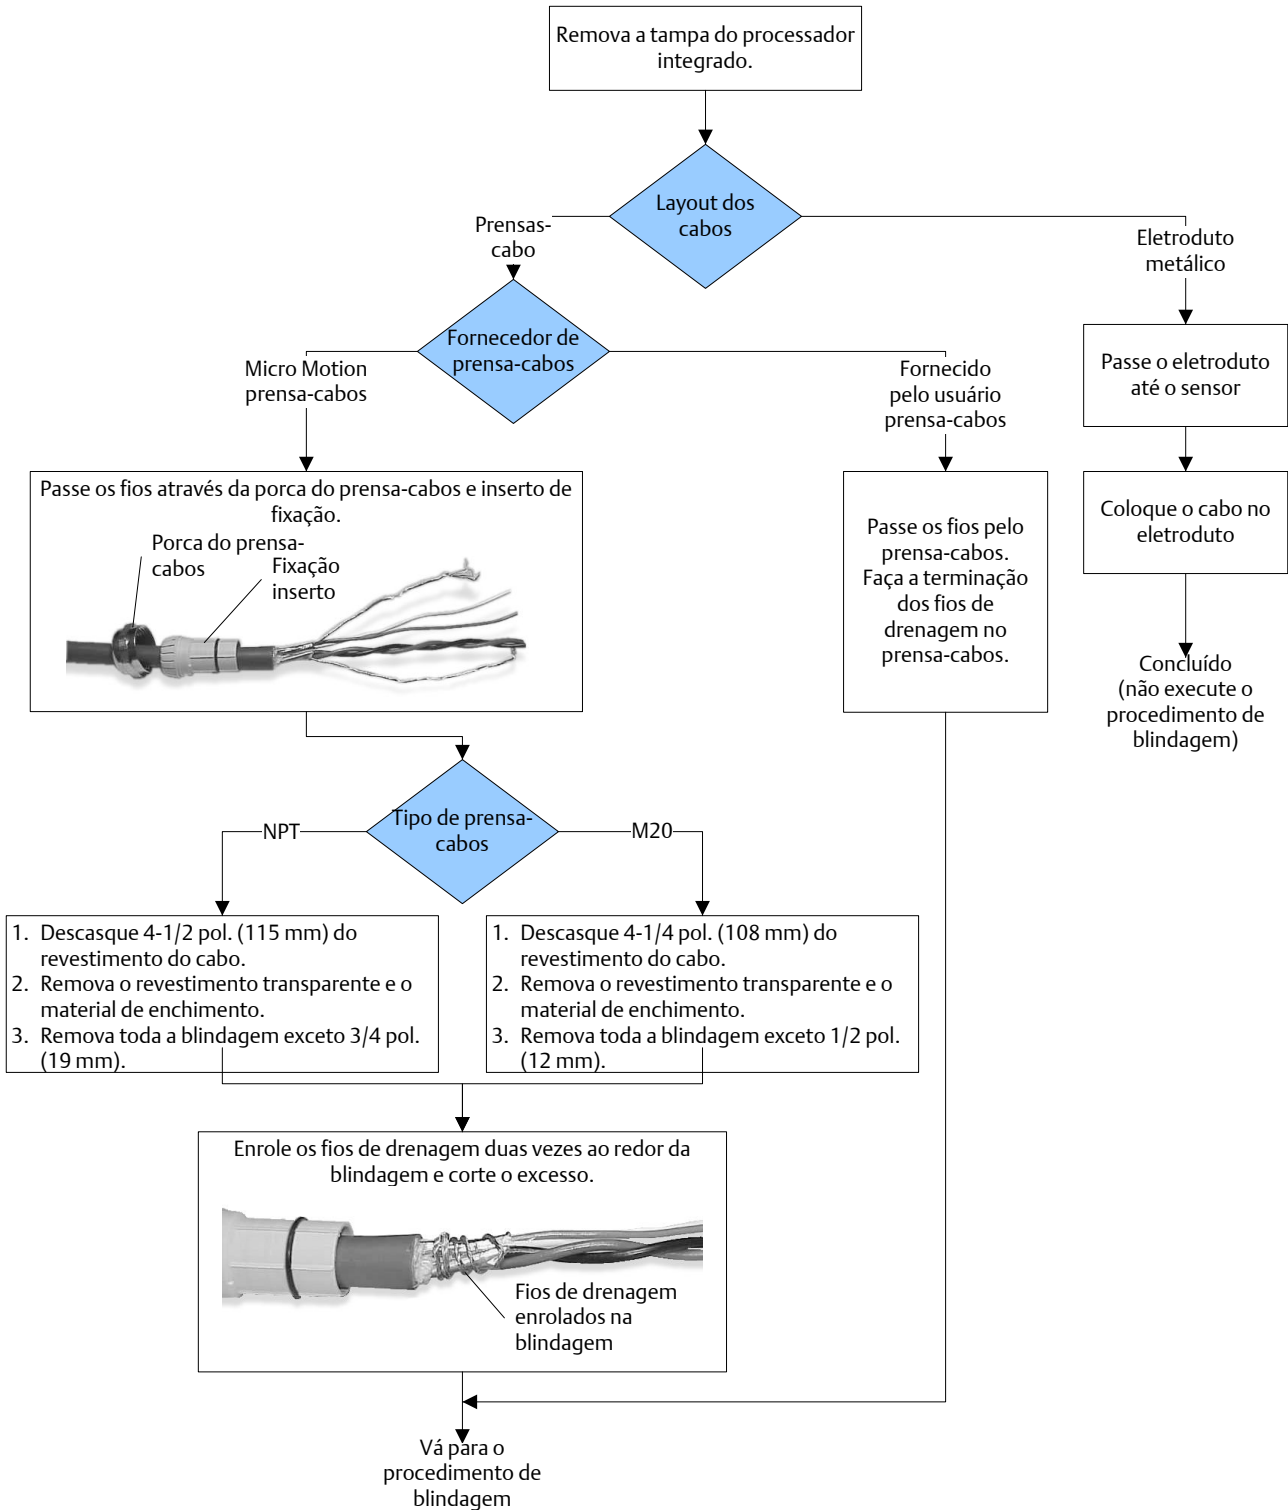 Remova a tampa do processador
integrado.
Layout dos
cabos
Prensas-
cabo
Eletroduto
metálico
Fornecedor de
prensa-cabos
Micro Motion
prensa-cabos
Fornecido
pelo usuário
prensa-cabos
Passe o eletroduto
até o sensor
Coloque o cabo no
eletroduto
Concluído
(não execute o
procedimento de
blindagem)
Passe os fios através da porca do prensa-cabos e inserto de
fixação.
Porca do prensa-
cabos
Fixação
inserto
Passe os fios pelo
prensa-cabos.
Faça a terminação
dos fios de
drenagem no
prensa-cabos.
Tipo de prensa-
cabos
NPT
M20
1. Descasque 4-1/2 pol. (115 mm) do
revestimento do cabo.
2. Remova o revestimento transparente e o
material de enchimento.
3. Remova toda a blindagem exceto 3/4 pol.
(19 mm).
1. Descasque 4-1/4 pol. (108 mm) do
revestimento do cabo.
2. Remova o revestimento transparente e o
material de enchimento.
3. Remova toda a blindagem exceto 1/2 pol.
(12 mm).
Enrole os fios de drenagem duas vezes ao redor da
blindagem e corte o excesso.
Fios de drenagem
enrolados na
blindagem
Vá para o
procedimento de
blindagem